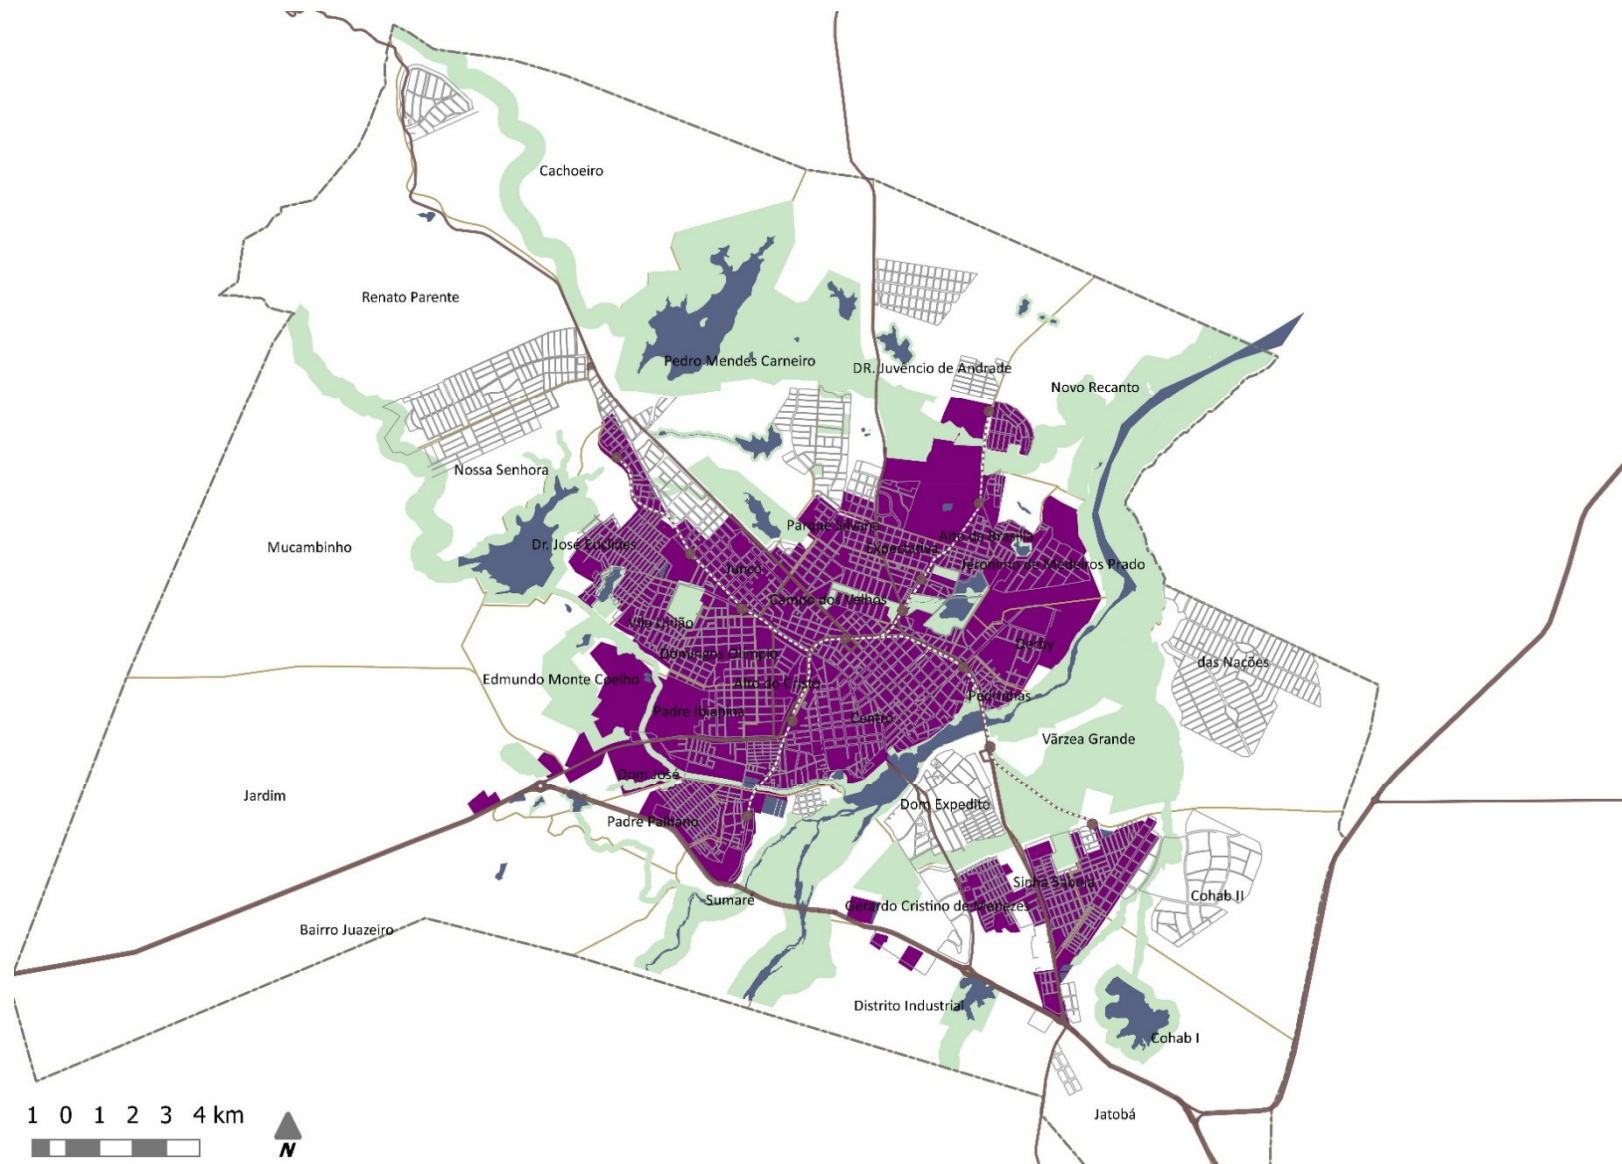 Cachoeiro
Renato Parente
Pedro Mendes Carneiro
DR. Juvêncio de Andrade
Novo Recanto
Nossa Senhora
Parque Silvana
Mucambinho
Dr. José Euclides
Expectativa
Alto da Brasília
Jerônimo de Medeiros Prado
Junco
Campo dos Velhos
Vila União
Derby
Domingos Olimpio
das Nações
Edmundo Monte Coelho
Alto do Cristo
Pedrinhas
Padre Ibiapina
Centro
Vãrzea Grande
Dom José
Jardim
Dom Expedito
Padre Palhano
Sinhá Sabóia
Cohab II
Sumaré
Gerardo Cristino de Menezes
Bairro Juazeiro
Distrito Industrial
Cohab I
Jatobá
1 0 1 2 3 4 km
N